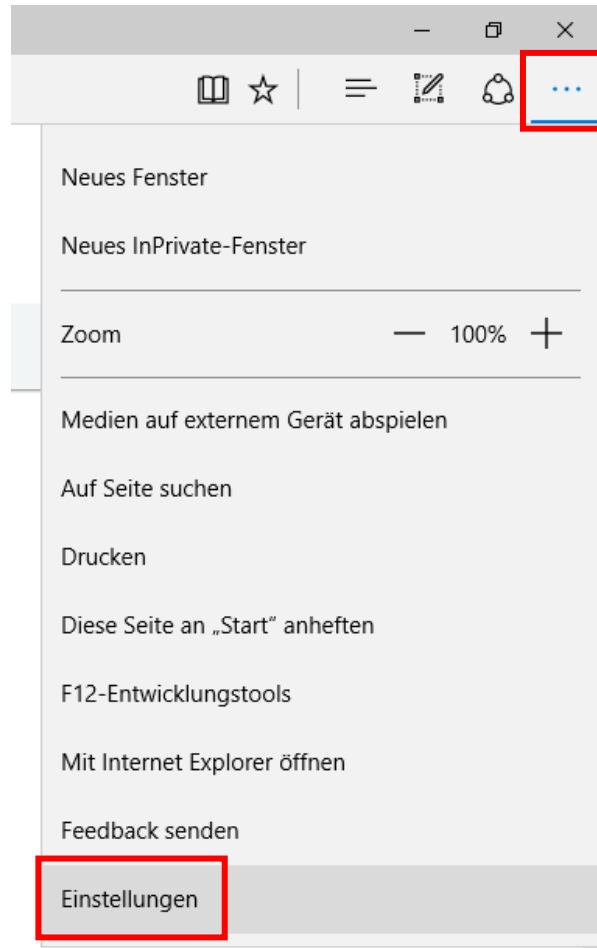 Neues Fenster
Neues InPrivate-Fenster
Zoom 100%
Medien auf externem Gerät abspielen
Auf Seite suchen
Drucken
Diese Seite an „Start“ anheften
F12-Entwicklungstools
Mit Internet Explorer öffnen
Feedback senden
Einstellungen